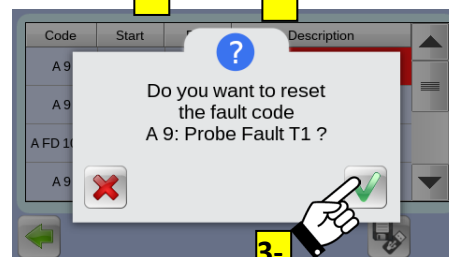 Code Start Description
?
A 9
Do you want to reset
the fault code
A 9: Probe Fault T1 ?
A 9
A FD 10
A 9
3-